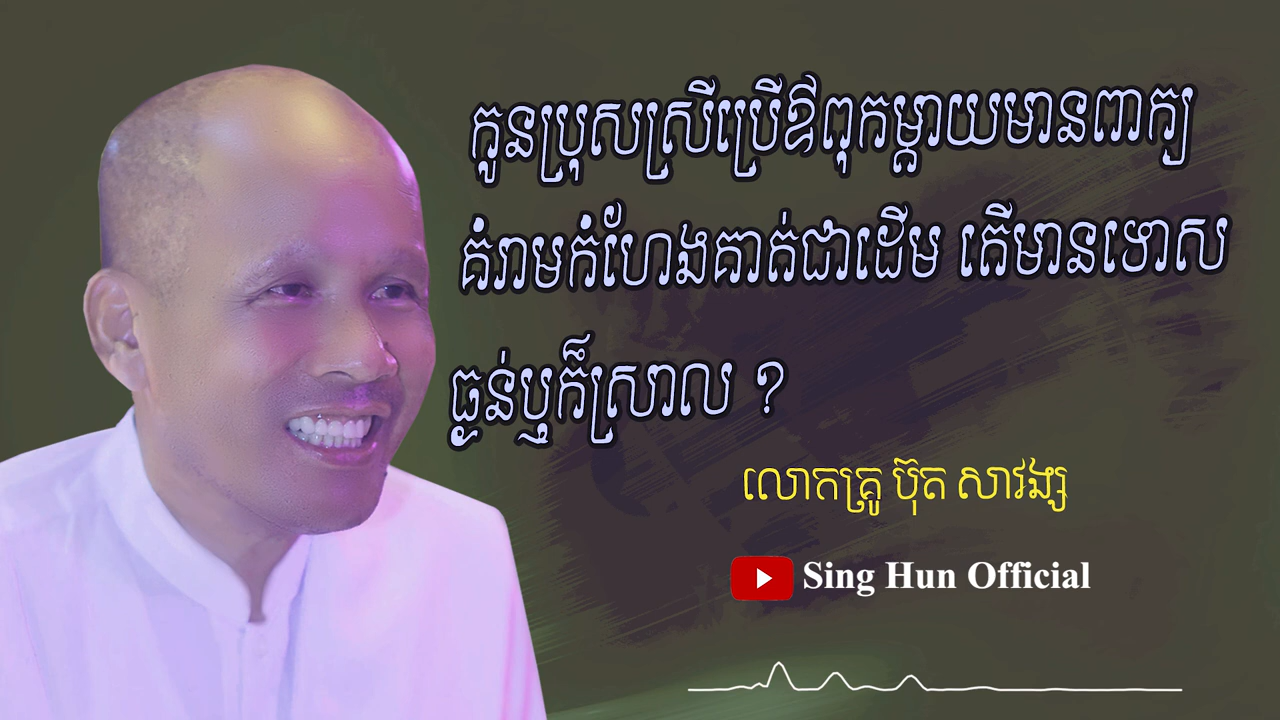 កូនប្រុសស្រីប្រើឪពុកម្ដាយមានពាក្យ
គំរាមកំហែងគាត់ជាដើម តើមានទោស
ធ្ងន់ឬក៏ស្រាល ?
លោកគ្រូ ប៊ុត សាវង្ស
Sing Hun Official